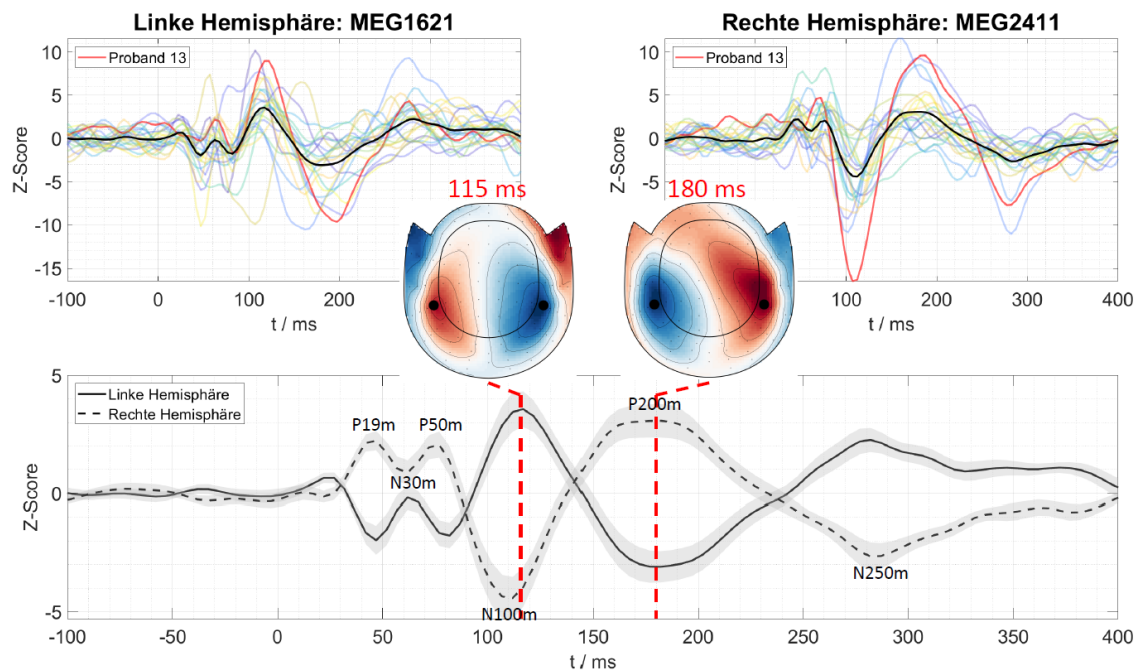 Linke Hemisphäre: MEG1621
Rechte Hemisphäre: MEG2411
10
5
0
-5
-10
-15
Z-Score
Proband 13
-100
0
100
200
t / ms
10
5
0
-5
-10
-15
Z-Score
Proband 13
100
200
300
400
t / ms
115 ms
180 ms
5
0
-5
Z-Score
Linke Hemisphäre
Rechte Hemisphäre
P19m
P50m
N30m
N100m
P200m
N250m
-100
-50
0
50
100
150
200
250
300
350
400
t / ms